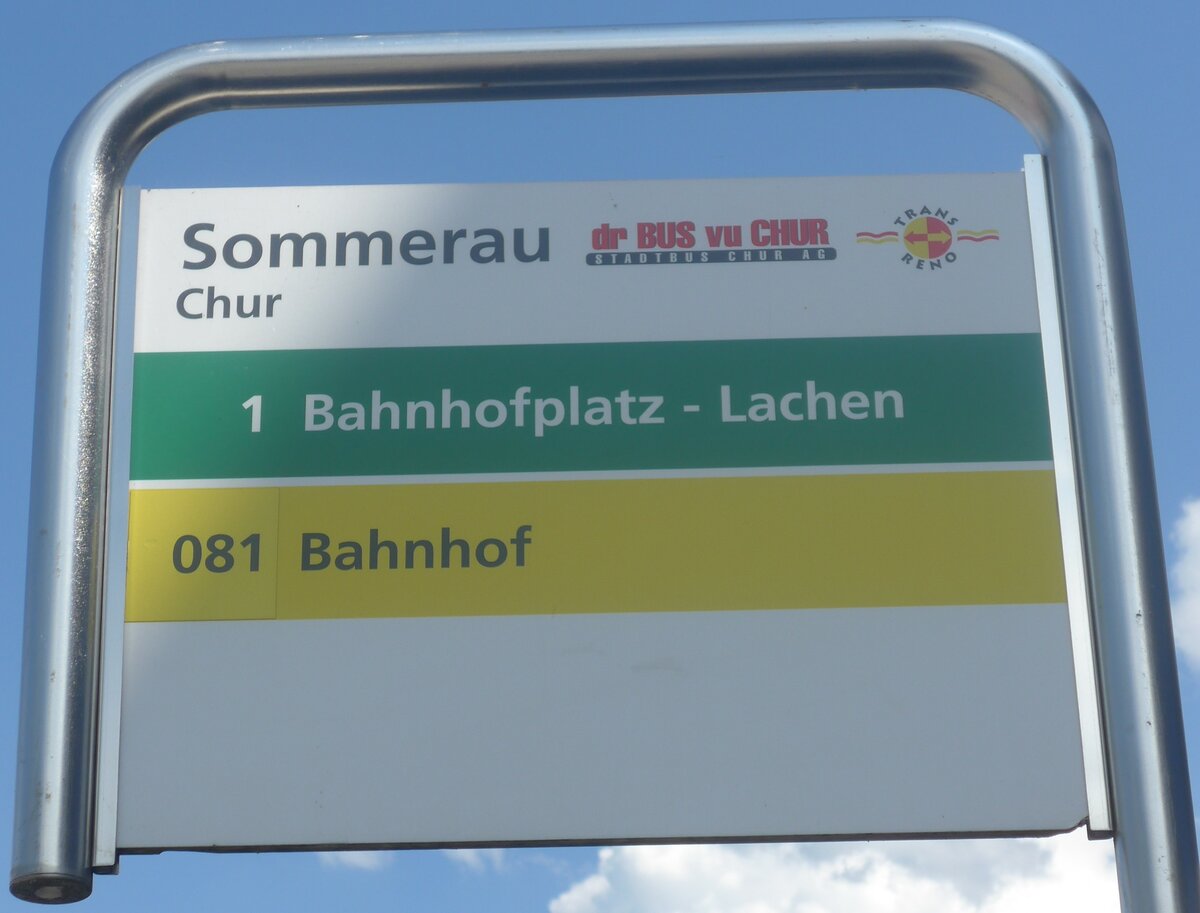 Sommerau
dr BUS vu CHUR
STADTBUS CHUR AG
TRANS
RENO
Chur
1 Bahnhofplatz - Lachen
081 Bahnhof